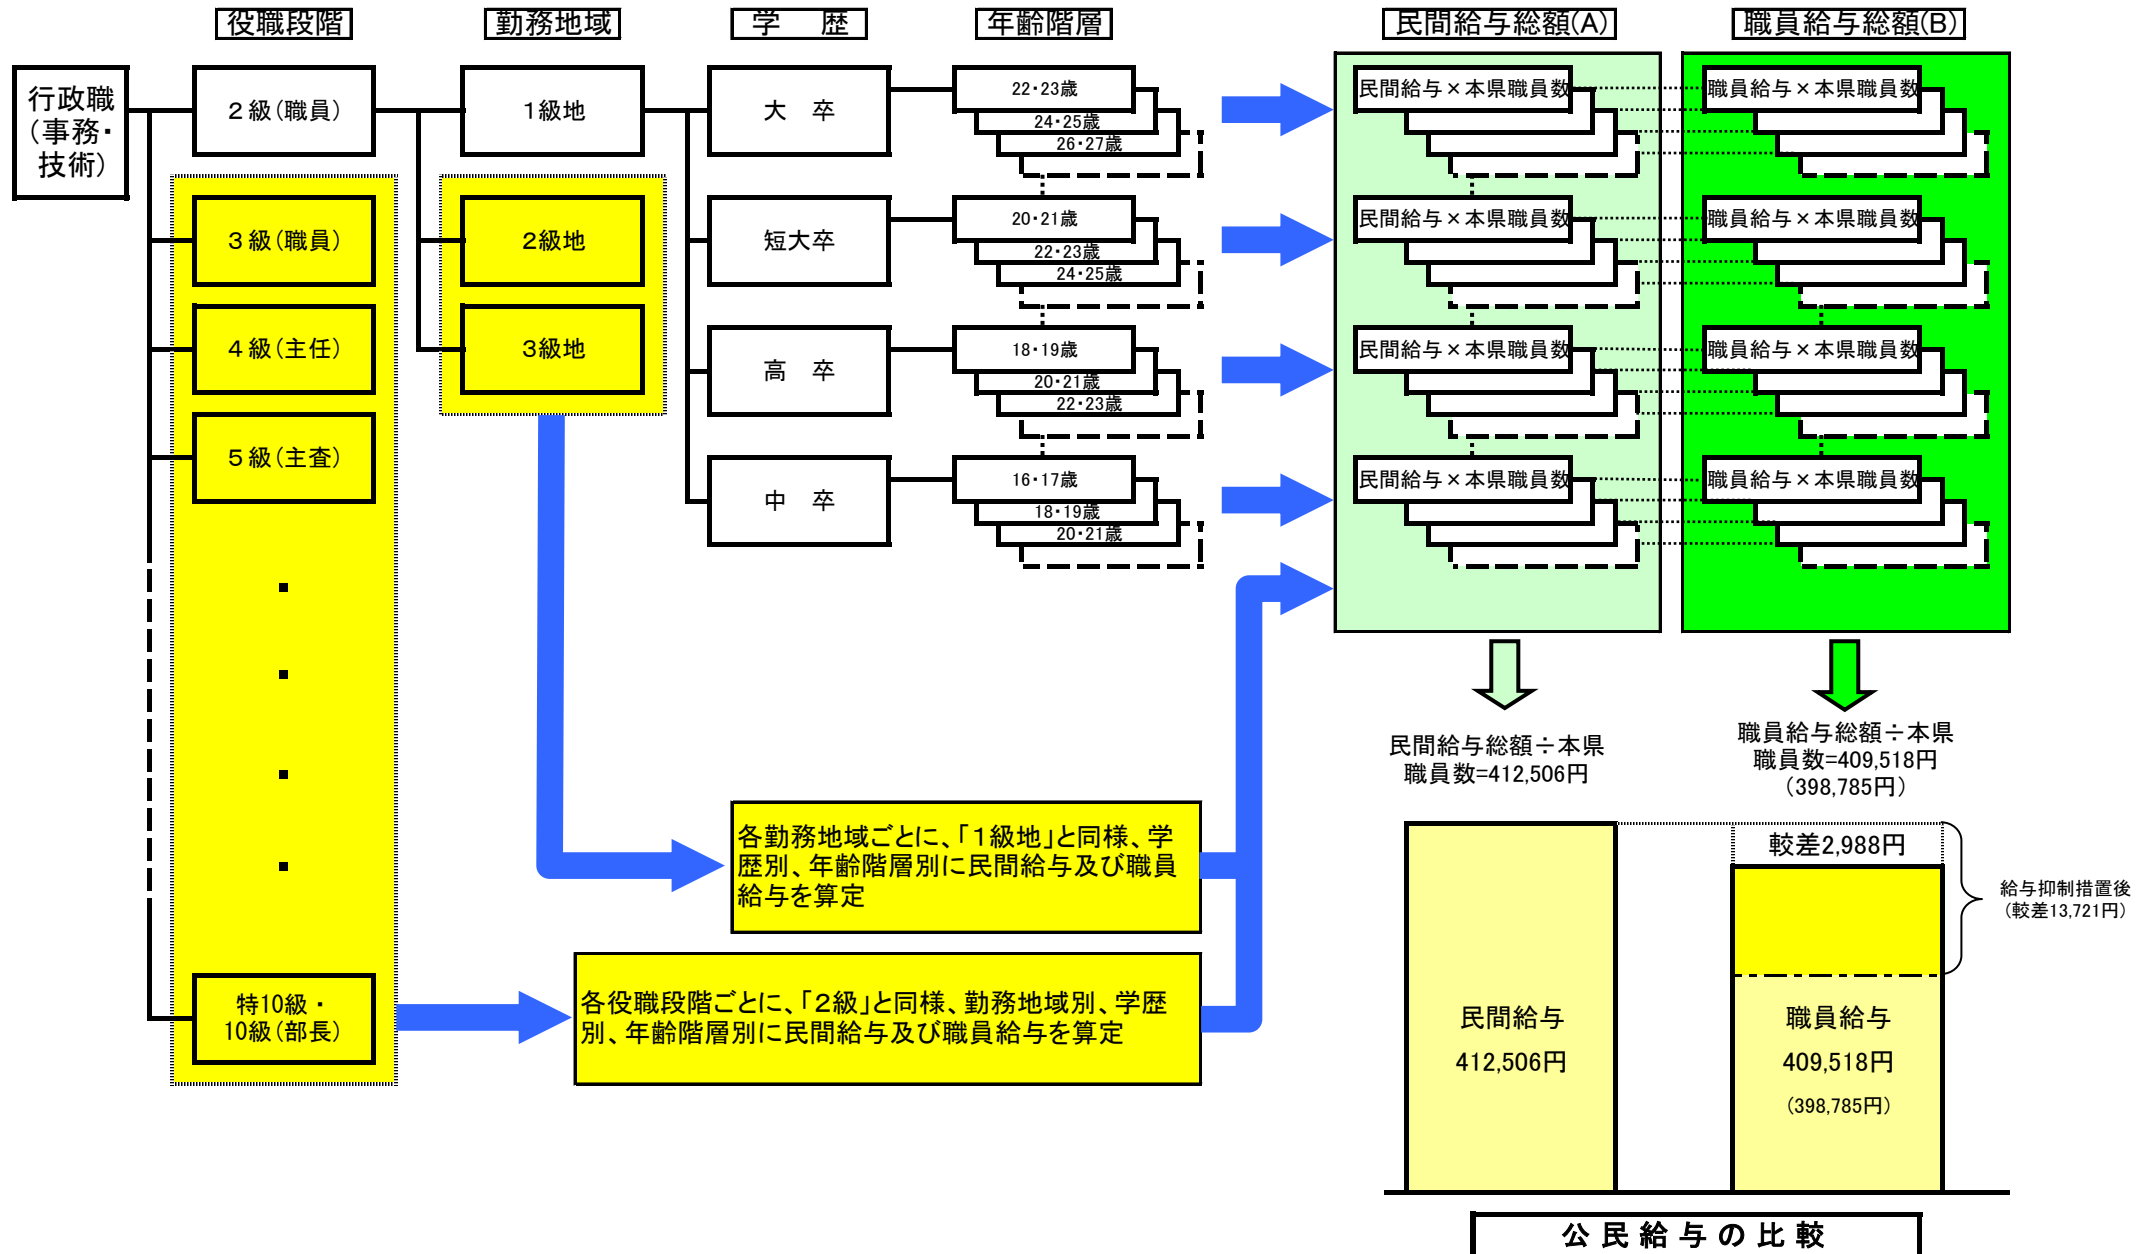 役職段階
勤務地域
学　歴
年齢階層
民間給与総額(A)
職員給与総額(B)
行政職
(事務・
技術)
２級(職員)
３級(職員)
４級(主任)
５級(主査)
・
・
・
・
特10級・
10級(部長)
１級地
２級地
３級地
大　卒
短大卒
高　卒
中　卒
22・23歳
24・25歳
26・27歳
20・21歳
22・23歳
24・25歳
18・19歳
20・21歳
22・23歳
16・17歳
18・19歳
20・21歳
民間給与×本県職員数
民間給与×本県職員数
民間給与×本県職員数
民間給与×本県職員数
職員給与×本県職員数
職員給与×本県職員数
職員給与×本県職員数
職員給与×本県職員数
民間給与総額÷本県
職員数=412,506円
職員給与総額÷本県
職員数=409,518円
(398,785円)
各勤務地域ごとに、「１級地」と同様、学
歴別、年齢階層別に民間給与及び職員
給与を算定
各役職段階ごとに、「２級」と同様、勤務地域別、学歴
別、年齢階層別に民間給与及び職員給与を算定
較差2,988円
給与抑制措置後
(較差13,721円)
民間給与
412,506円
職員給与
409,518円
(398,785円)
公民給与の比較